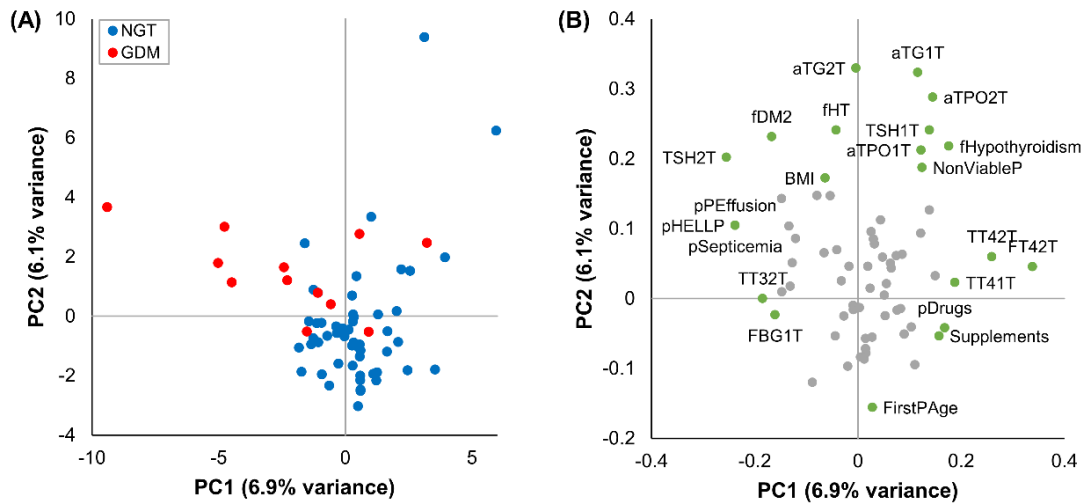 (A)
10
8
6
4
2
0
-2
-4
-10
-5
0
5
PC2 (6.1% variance)
PC1 (6.9% variance)
NGT
GDM
(B)
0.4
0.3
0.2
0.1
0
-0.1
0.2
-0.4
-0.2
0
0.2
0.4
PC2 (6.1% variance)
PC1 (6.9% variance)
aTG1T
aTG2T
aTPO2T
fHT
fDM2
TSH1T
aTPO1T
fHypothyroidism
TSH2T
NonViableP
BMI
pPEffusion
pHELLP
pSepticemia
TT42T
FT42T
TT32T
TT41T
pDrugs
FBG1T
Supplements
FirstPAge